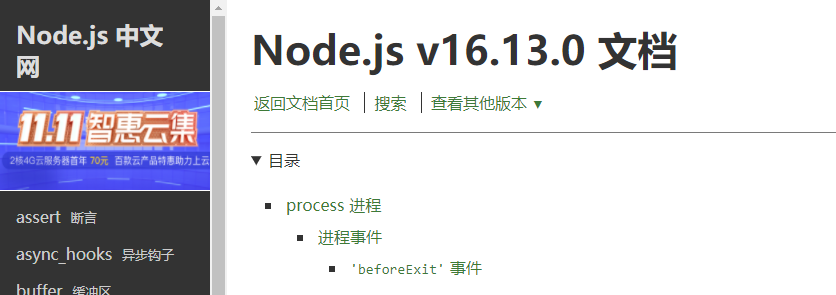 Node.js 中文
网
11.11智惠云集
2核4G云服务器首年 70元 百款云产品特惠助力上云
assert 断言
async_hooks 异步钩子
buffer 缓冲区
Node.js v16.13.0 文档
返回文档首页 搜索 查看其他版本 ▼
▼ 目录
process 进程
进程事件
'beforeExit' 事件